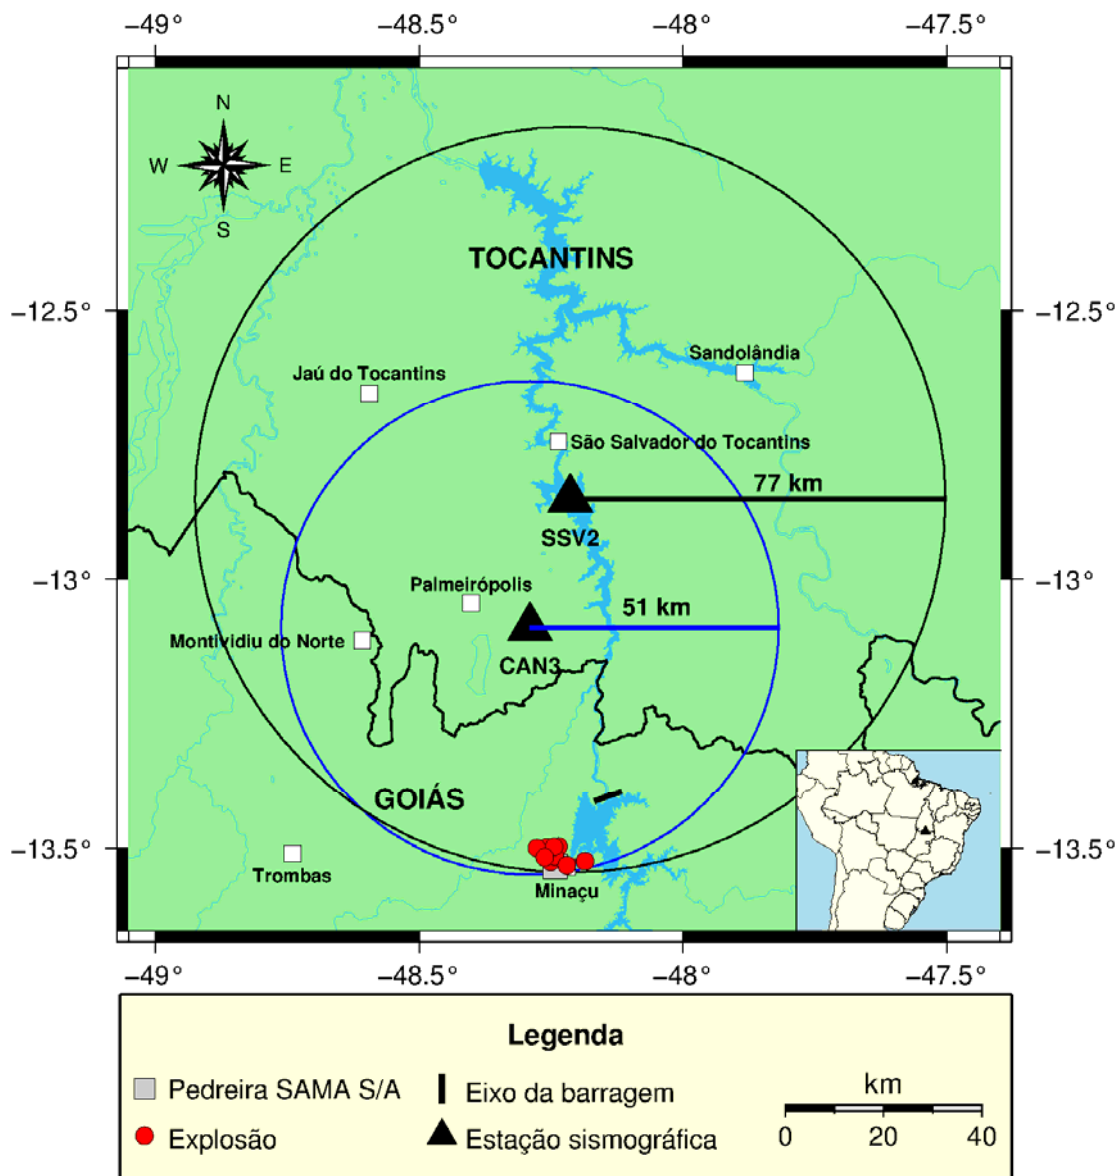 −49° −48.5° −48° −47.5°
N
W E
S
TOCANTINS
−12.5° −12.5°
Sandolândia
Jaú do Tocantins
São Salvador do Tocantins
77 km
SSV2
−13° −13°
Palmeirópolis
51 km
Montividiu do Norte
CAN3
GOIÁS
−13.5° −13.5°
Trombas
Minaçu
−49° −48.5° −48° −47.5°
Legenda
Pedreira SAMA S/A
Eixo da barragem
km
Explosão
Estação sismográfica
0 20 40